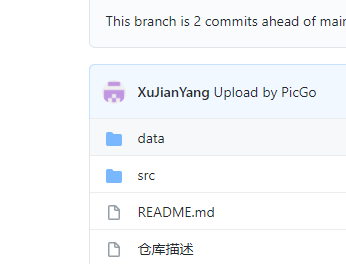 This branch is 2 commits ahead of
XuJianYang Upload by PicGo
data
src
README.md
仓库描述